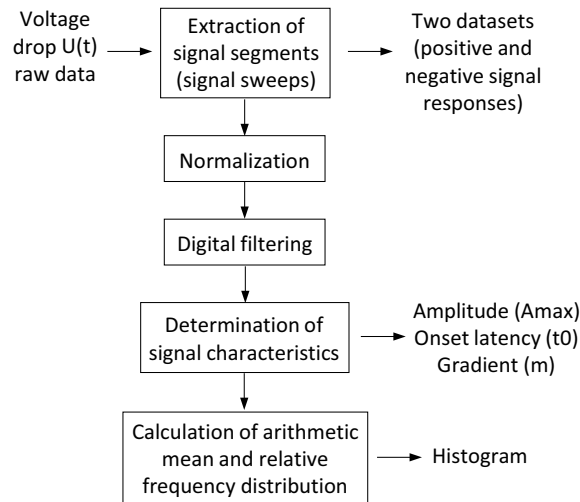 Voltage
drop U(t)
raw data
Extraction of
signal segments
(signal sweeps)
Two datasets
(positive and
negative signal
responses)
Normalization
Digital filtering
Determination of
signal characteristics
Amplitude (Amax)
Onset latency (t0)
Gradient (m)
Calculation of arithmetic
mean and relative
frequency distribution
Histogram